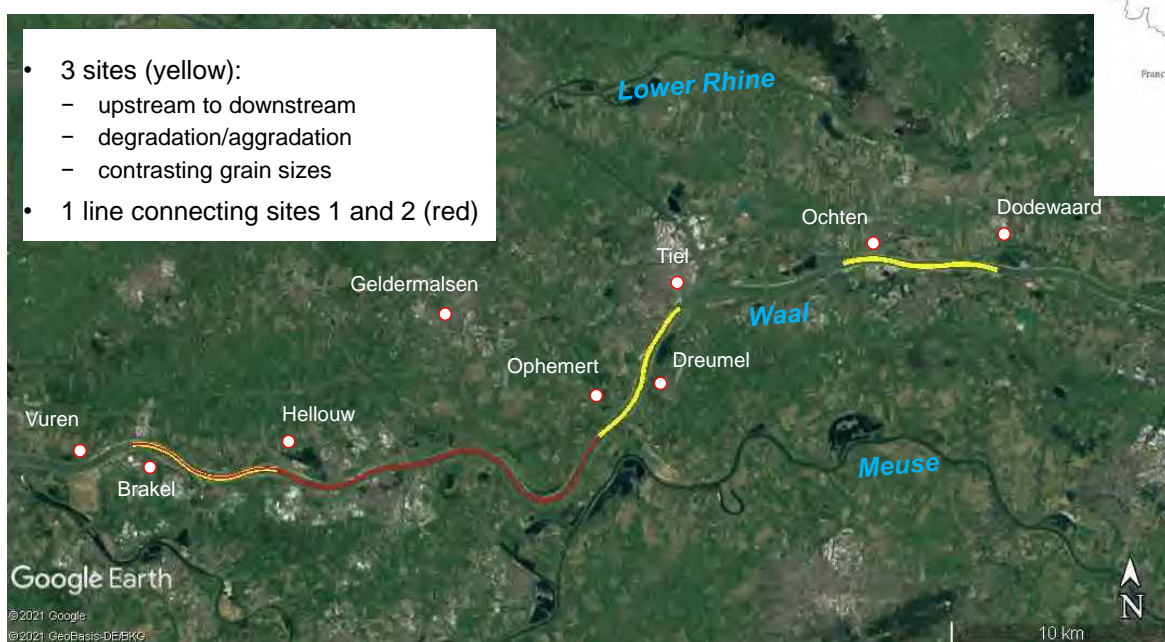 • 3 sites (yellow):
− upstream to downstream
− degradation/aggradation
− contrasting grain sizes
• 1 line connecting sites 1 and 2 (red)
Franc
Lower Rhine
Ochten
Dodewaard
Tiel
Geldermalsen
Waal
Ophemert
Dreumel
Vuren
Hellouw
Brakel
Meuse
Google Earth
©2021 Google
©2021 GeoBasis-DE/BKG
N
10 km